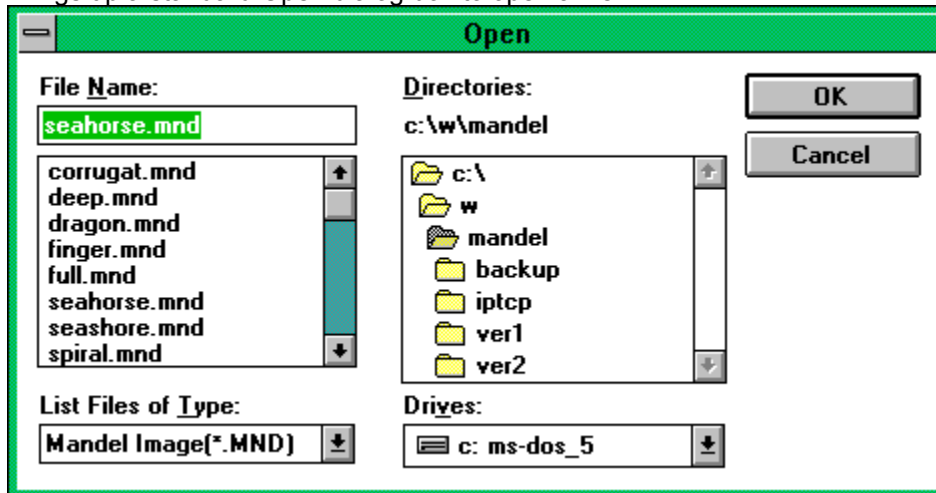 Open
File Name:
seahorse.mnd
corrugat.mnd
deep.mnd
dragon.mnd
finger.mnd
full.mnd
seahorse.mnd
seashore.mnd
spiral.mnd
List Files of Type:
Mandel Image(*.MND)
Directories:
c:\w\mandel
c:\
w
mandel
backup
iptcp
ver1
ver2
Drives:
c: ms-dos_5
OK
Cancel